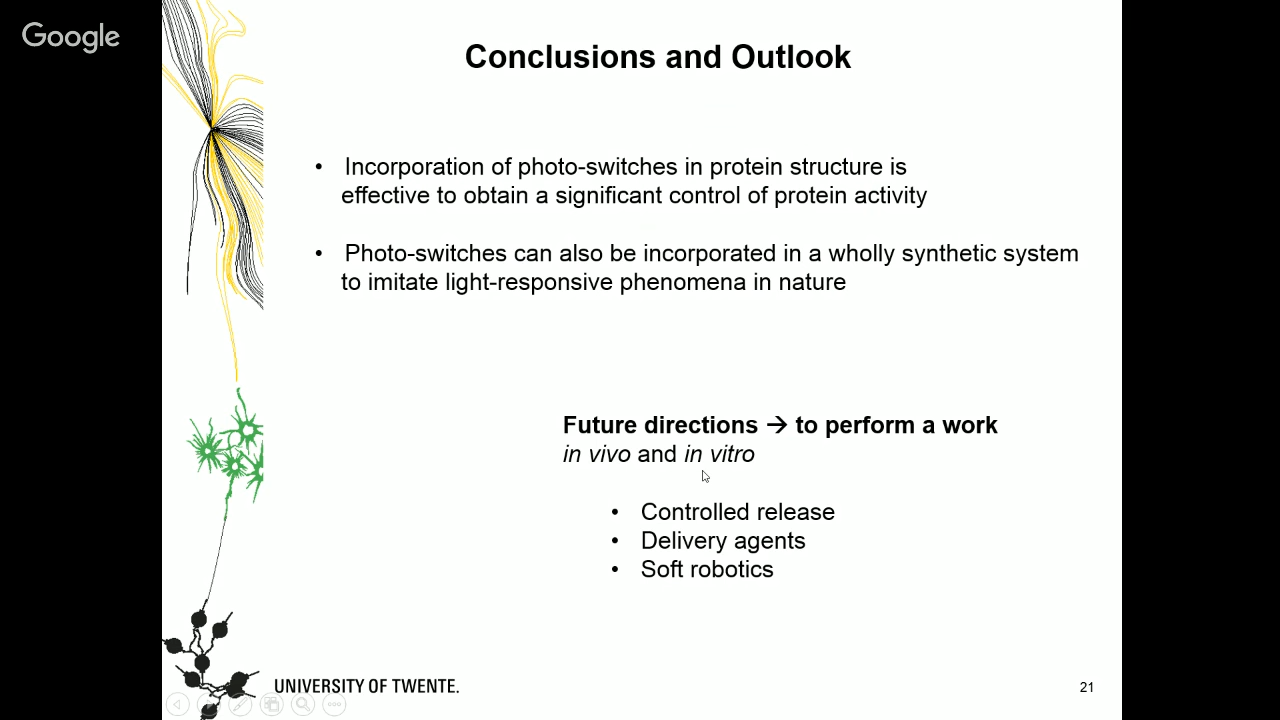 Google
Conclusions and Outlook
• Incorporation of photo-switches in protein structure is
effective to obtain a significant control of protein activity
• Photo-switches can also be incorporated in a wholly synthetic system
to imitate light-responsive phenomena in nature
Future directions → to perform a work
in vivo and in vitro
• Controlled release
• Delivery agents
• Soft robotics
UNIVERSITY OF TWENTE.
21